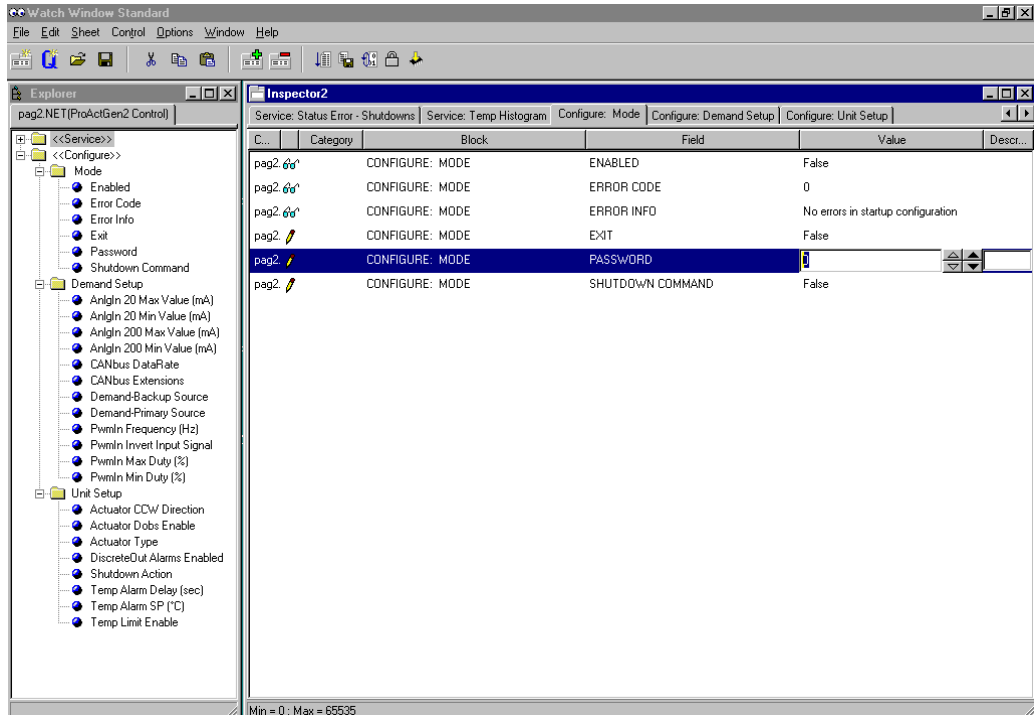 Watch Window Standard
File Edit Sheet Control Options Window Help
Explorer
pag2.NET(ProActGen2 Control)
<<Service>>
<<Configure>>
Mode
Enabled
Error Code
Error Info
Exit
Password
Shutdown Command
Demand Setup
AnlgIn 20 Max Value (mA)
AnlgIn 20 Min Value (mA)
AnlgIn 200 Max Value (mA)
AnlgIn 200 Min Value (mA)
CANbus DataRate
CANbus Extensions
Demand-Backup Source
Demand-Primary Source
PwmIn Frequency (Hz)
PwmIn Invert Input Signal
PwmIn Max Duty (%)
PwmIn Min Duty (%)
Unit Setup
Actuator CCW Direction
Actuator Dobs Enable
Actuator Type
DiscreteOut Alarms Enabled
Shutdown Action
Temp Alarm Delay (sec)
Temp Alarm SP (°C)
Temp Limit Enable
Inspector2
Service: Status Error - Shutdowns Service: Temp Histogram Configure: Mode Configure: Demand Setup Configure: Unit Setup
C... Category Block Field Value Descr...
pag2. CONFIGURE: MODE ENABLED False
pag2. CONFIGURE: MODE ERROR CODE 0
pag2. CONFIGURE: MODE ERROR INFO No errors in startup configuration
pag2. CONFIGURE: MODE EXIT False
pag2. CONFIGURE: MODE PASSWORD 0
pag2. CONFIGURE: MODE SHUTDOWN COMMAND False
Min = 0 : Max = 65535